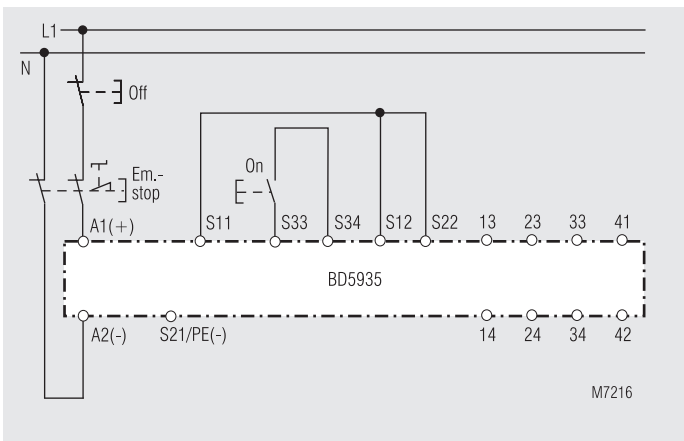 L1
N
Off
On
Em.-
stop
A1(+)
S11
S33
S34
S12
S22
13
23
33
41
BD5935
A2(-)
S21/PE(-)
14
24
34
42
M7216